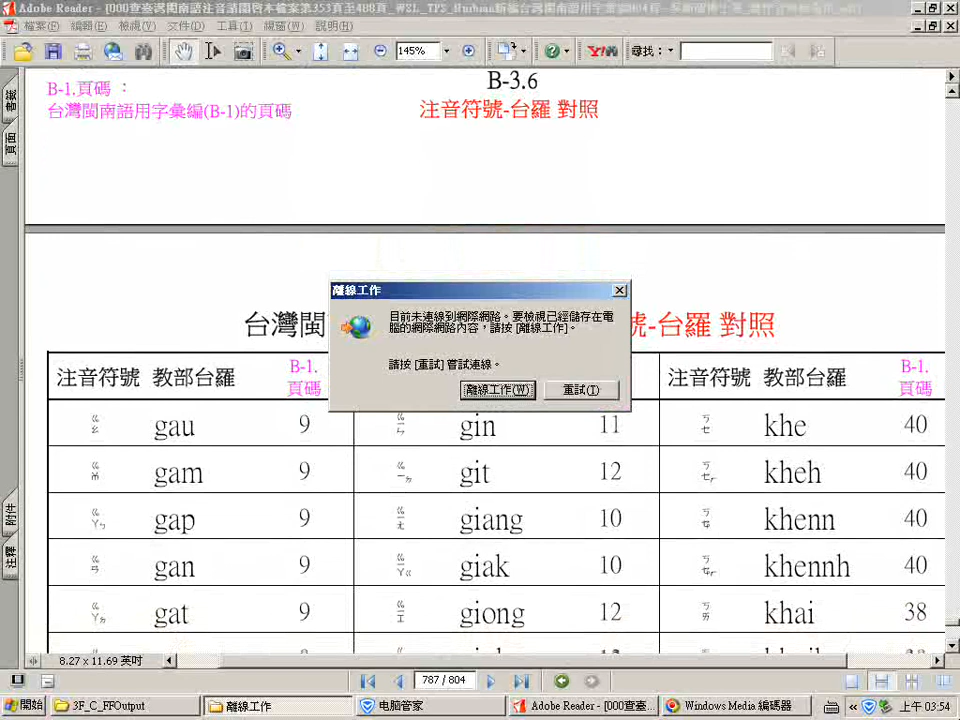 檔案(F) 編輯(E) 檢視(V) 文件(D) 工具(T) 視窗(W) 說明(H)
145% 尋找：
書籤
頁面
附件
注釋
B-1.頁碼：
台灣閩南語用字彙編(B-1)的頁碼
B-3.6
注音符號-台羅 對照
台灣閩
號-台羅 對照
離線工作
目前未連線到網際網路。要檢視已經儲存在電
腦的網際網路內容，請按 [離線工作]。
請按 [重試] 嘗試連線。
離線工作(W) 重試(T)
注音符號 教部台羅 B-1.頁碼 注音符號 教部台羅 B-1.頁碼
gau 9 gin 11 khe 40
gam 9 git 12 kheh 40
gap 9 giang 10 khenn 40
gan 9 giak 10 khennh 40
gat 9 giong 12 khai 38
8.27 x 11.69 英吋
787 / 804
開始 3F_C_FFOutput 離線工作 电脑管家 Adobe Reader - [000查臺... Windows Media 編碼器 上午 03:54